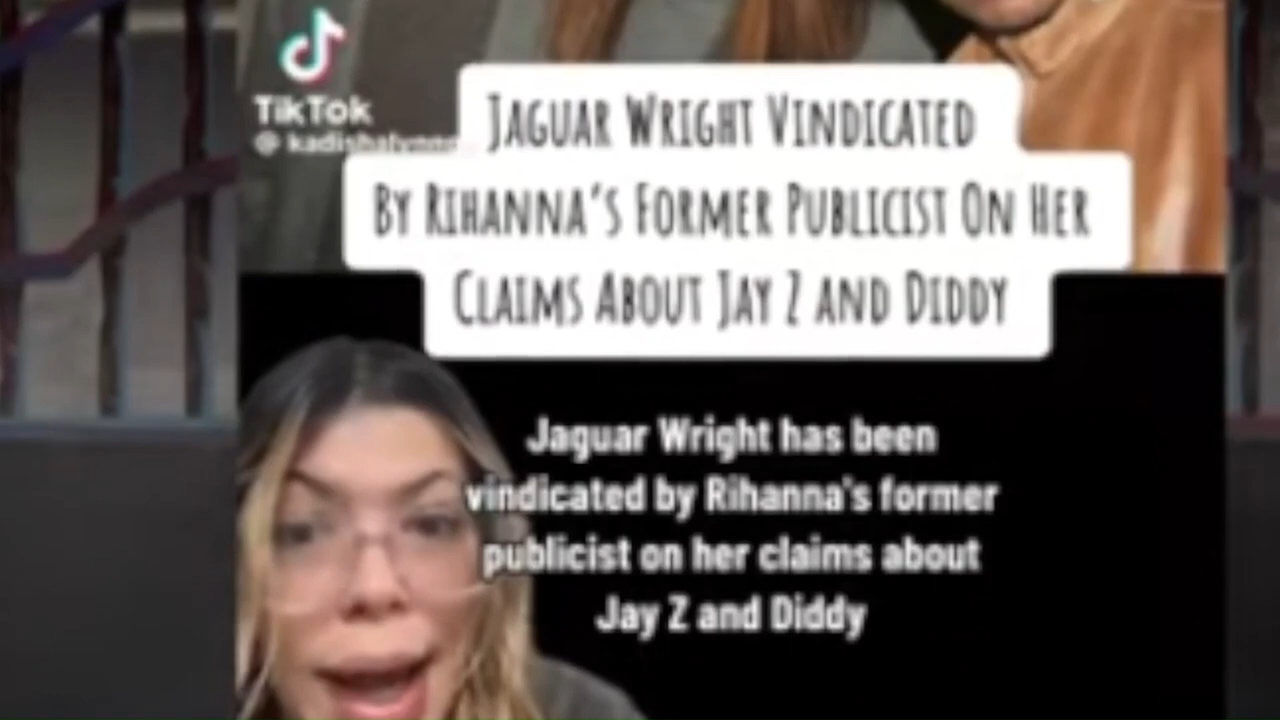 TikTok
JAGUAR WRIGHT VINDICATED
BY RIHANNA'S FORMER PUBLICIST ON HER
CLAIMS ABOUT JAY Z AND DIDDY
Jaguar Wright has been
vindicated by Rihanna's former
publicist on her claims about
Jay Z and Diddy